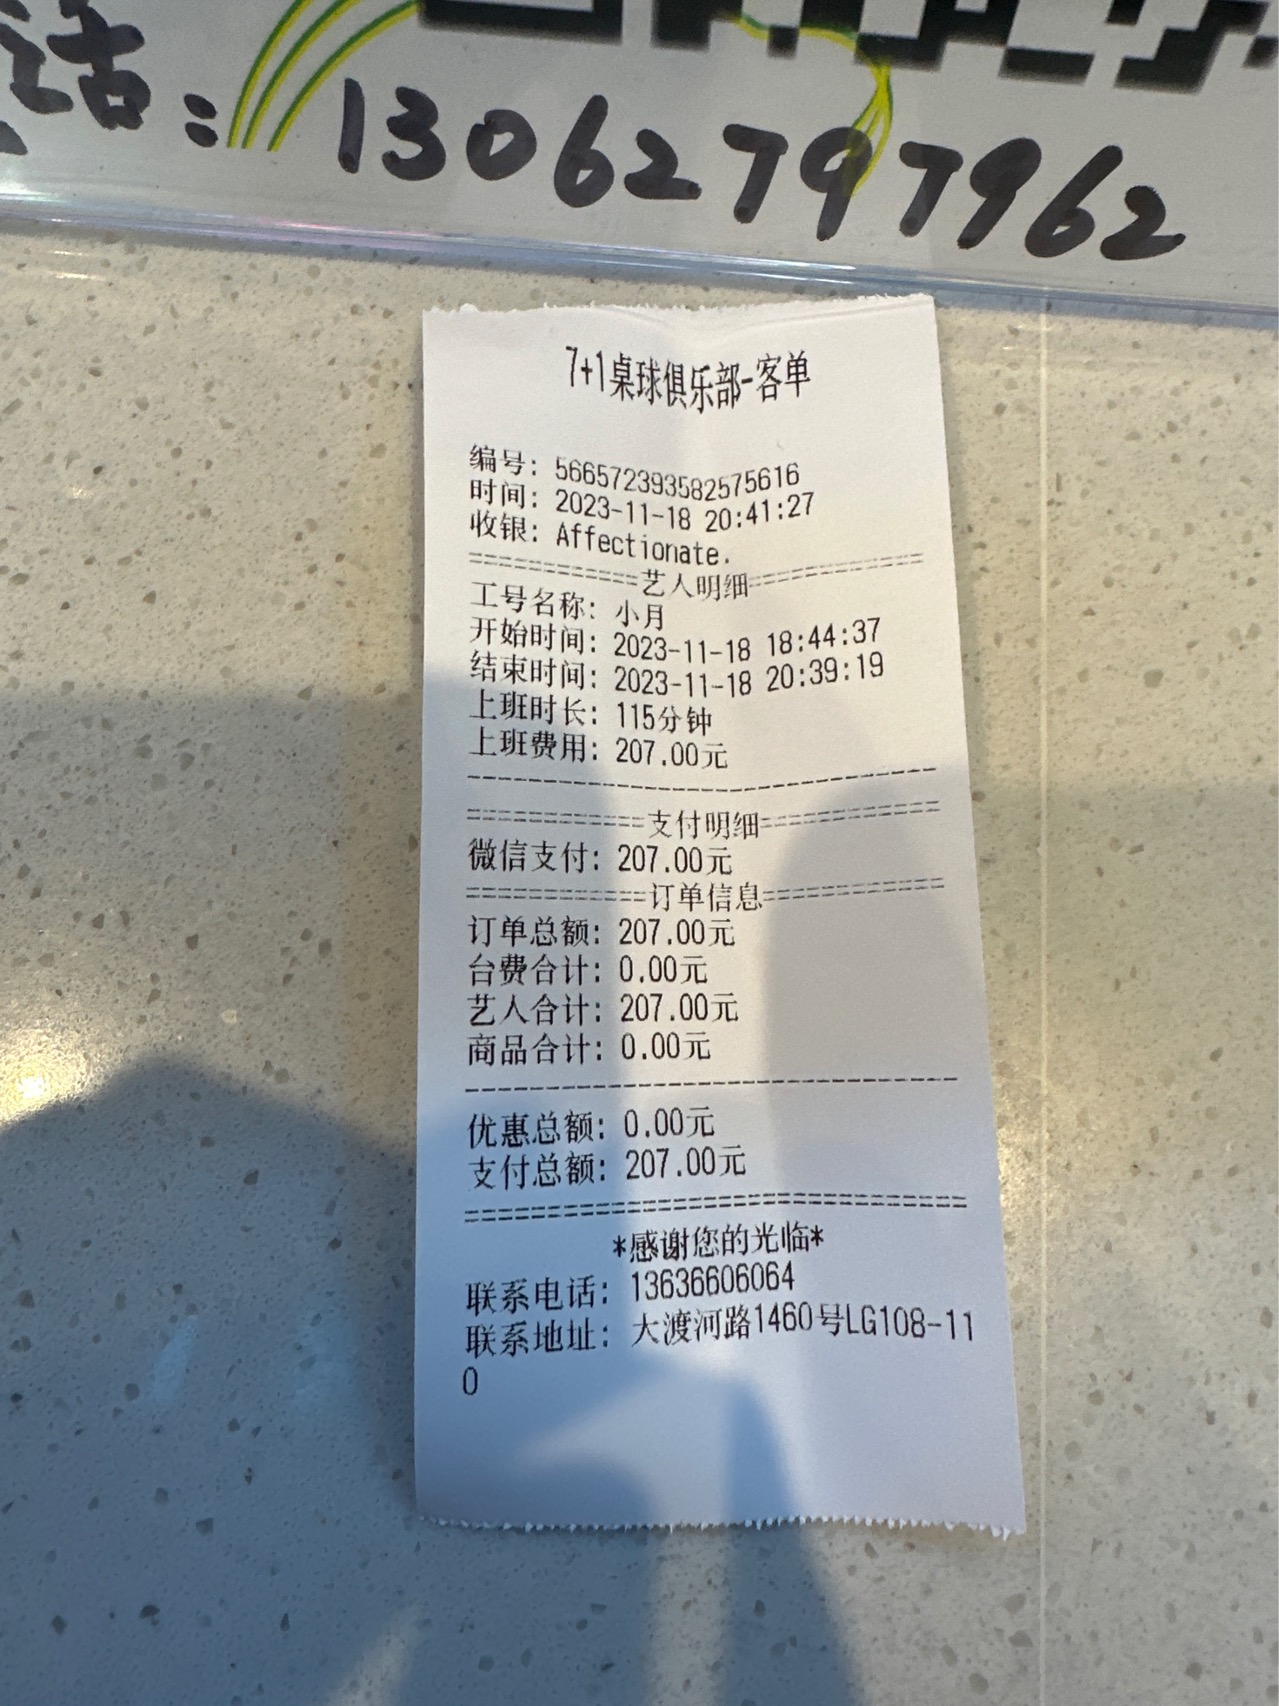 话: 13062797962
7+1桌球俱乐部-客单
编号: 566572393582575616
时间: 2023-11-18 20:41:27
收银: Affectionate.
===========艺人明细===========
工号名称: 小月
开始时间: 2023-11-18 18:44:37
结束时间: 2023-11-18 20:39:19
上班时长: 115分钟
上班费用: 207.00元
--------------------------------
===========支付明细===========
微信支付: 207.00元
===========订单信息===========
订单总额: 207.00元
台费合计: 0.00元
艺人合计: 207.00元
商品合计: 0.00元
--------------------------------
优惠总额: 0.00元
支付总额: 207.00元
================================
*感谢您的光临*
联系电话: 13636606064
联系地址: 大渡河路1460号LG108-11
0